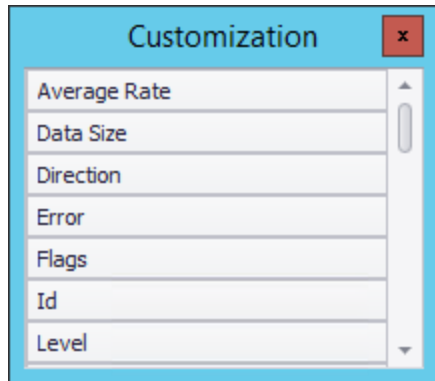 Customization
x
Average Rate
Data Size
Direction
Error
Flags
Id
Level